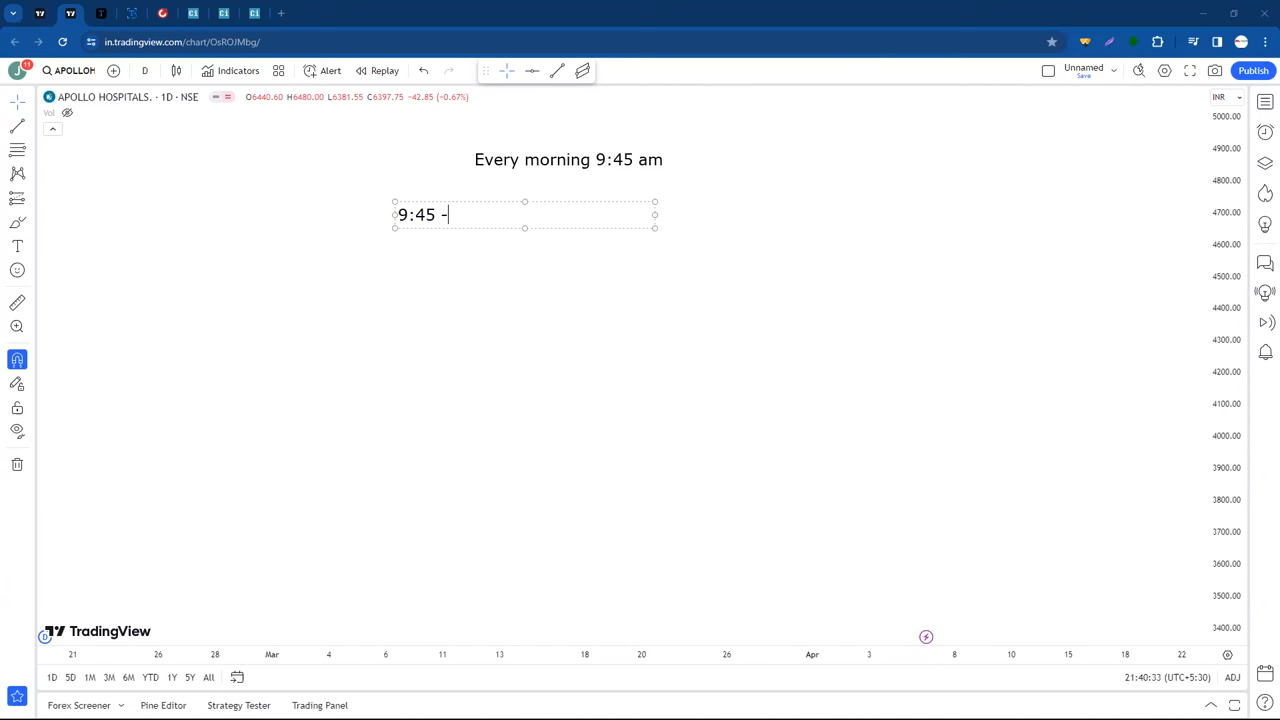 in.tradingview.com/chart/OsROJMbg/
11
APOLLOH
D
Indicators
Alert
Replay
Unnamed
Save
Publish
APOLLO HOSPITALS. · 1D · NSE
O6440.60 H6480.00 L6381.55 C6397.75 −42.85 (−0.67%)
INR
Vol
Every morning 9:45 am
9:45 -
5000.00
4900.00
4800.00
4700.00
4600.00
4500.00
4400.00
4300.00
4200.00
4100.00
4000.00
3900.00
3800.00
3700.00
3600.00
3500.00
3400.00
TradingView
21 26 28 Mar 4 6 11 13 18 20 26 Apr 3 8 10 15 18 22
1D 5D 1M 3M 6M YTD 1Y 5Y All
21:40:33 (UTC+5:30) ADJ
Forex Screener Pine Editor Strategy Tester Trading Panel